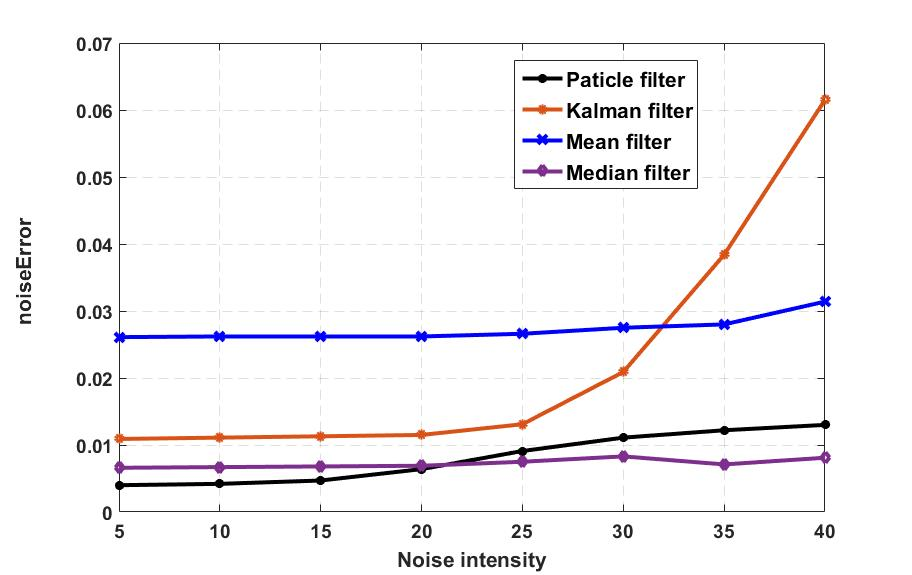 0.07
0.06
0.05
0.04
0.03
0.02
0.01
0
noiseError
Paticle filter
Kalman filter
Mean filter
Median filter
5 10 15 20 25 30 35 40
Noise intensity